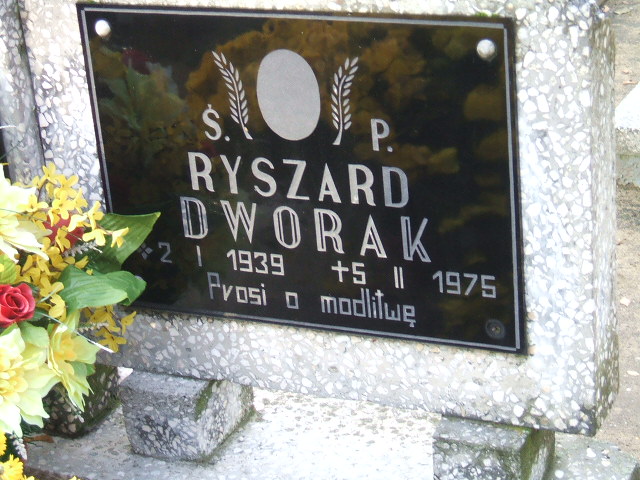 Ś. P.
RYSZARD
DWORAK
2 I 1939 +5 II 1975
Prosi o modlitwę